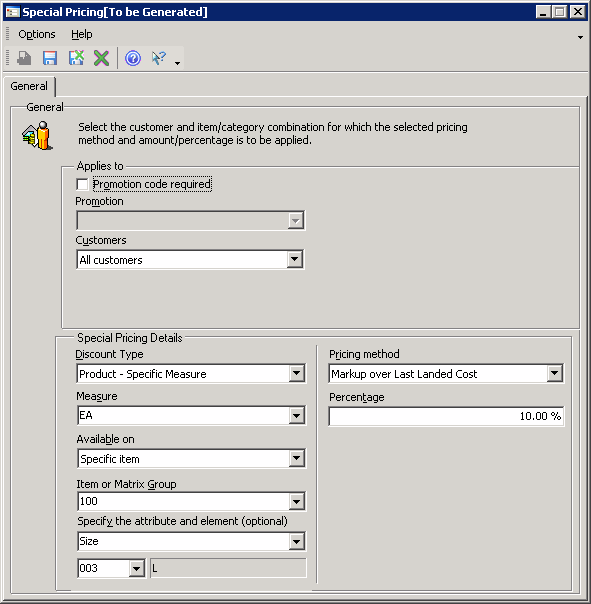 Special Pricing[To be Generated]
Options Help
General
General
Select the customer and item/category combination for which the selected pricing
method and amount/percentage is to be applied.
Applies to
Promotion code required
Promotion
Customers
All customers
Special Pricing Details
Discount Type
Product - Specific Measure
Measure
EA
Available on
Specific item
Item or Matrix Group
100
Specify the attribute and element (optional)
Size
003 L
Pricing method
Markup over Last Landed Cost
Percentage
10.00 %